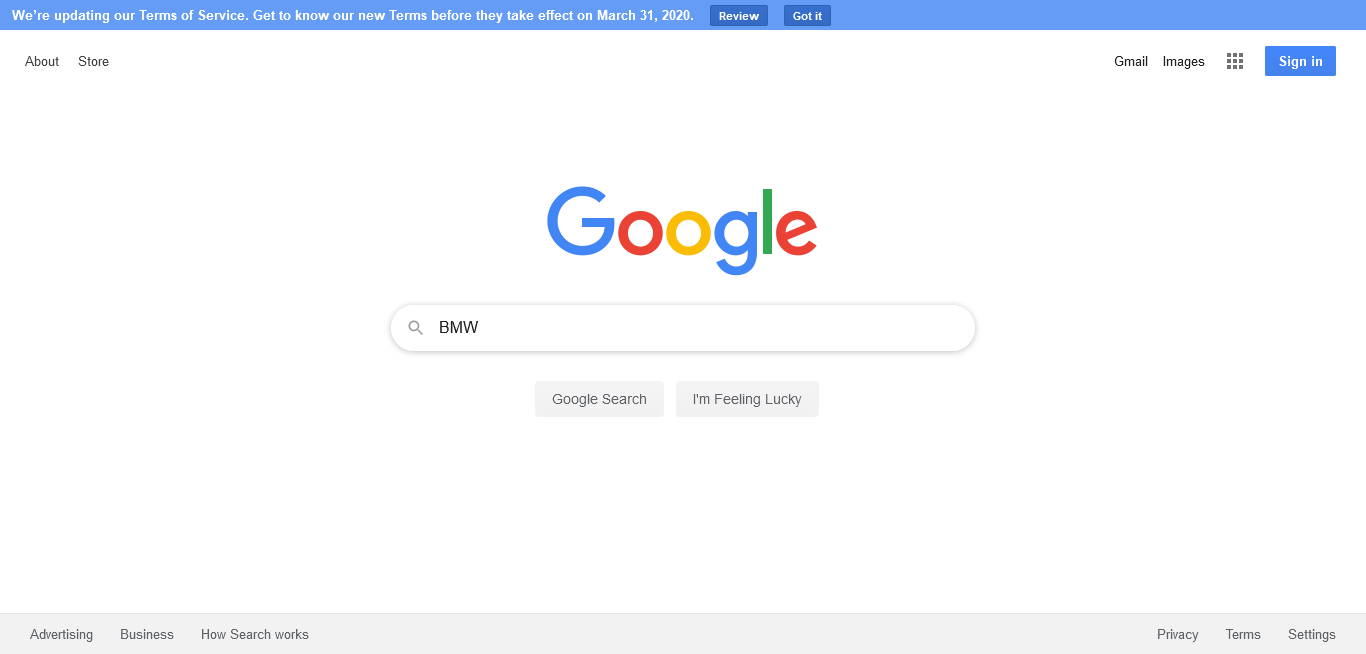 We're updating our Terms of Service. Get to know our new Terms before they take effect on March 31, 2020. Review Got it
About Store Gmail Images Sign in
Google
BMW
Google Search I'm Feeling Lucky
Advertising Business How Search works Privacy Terms Settings